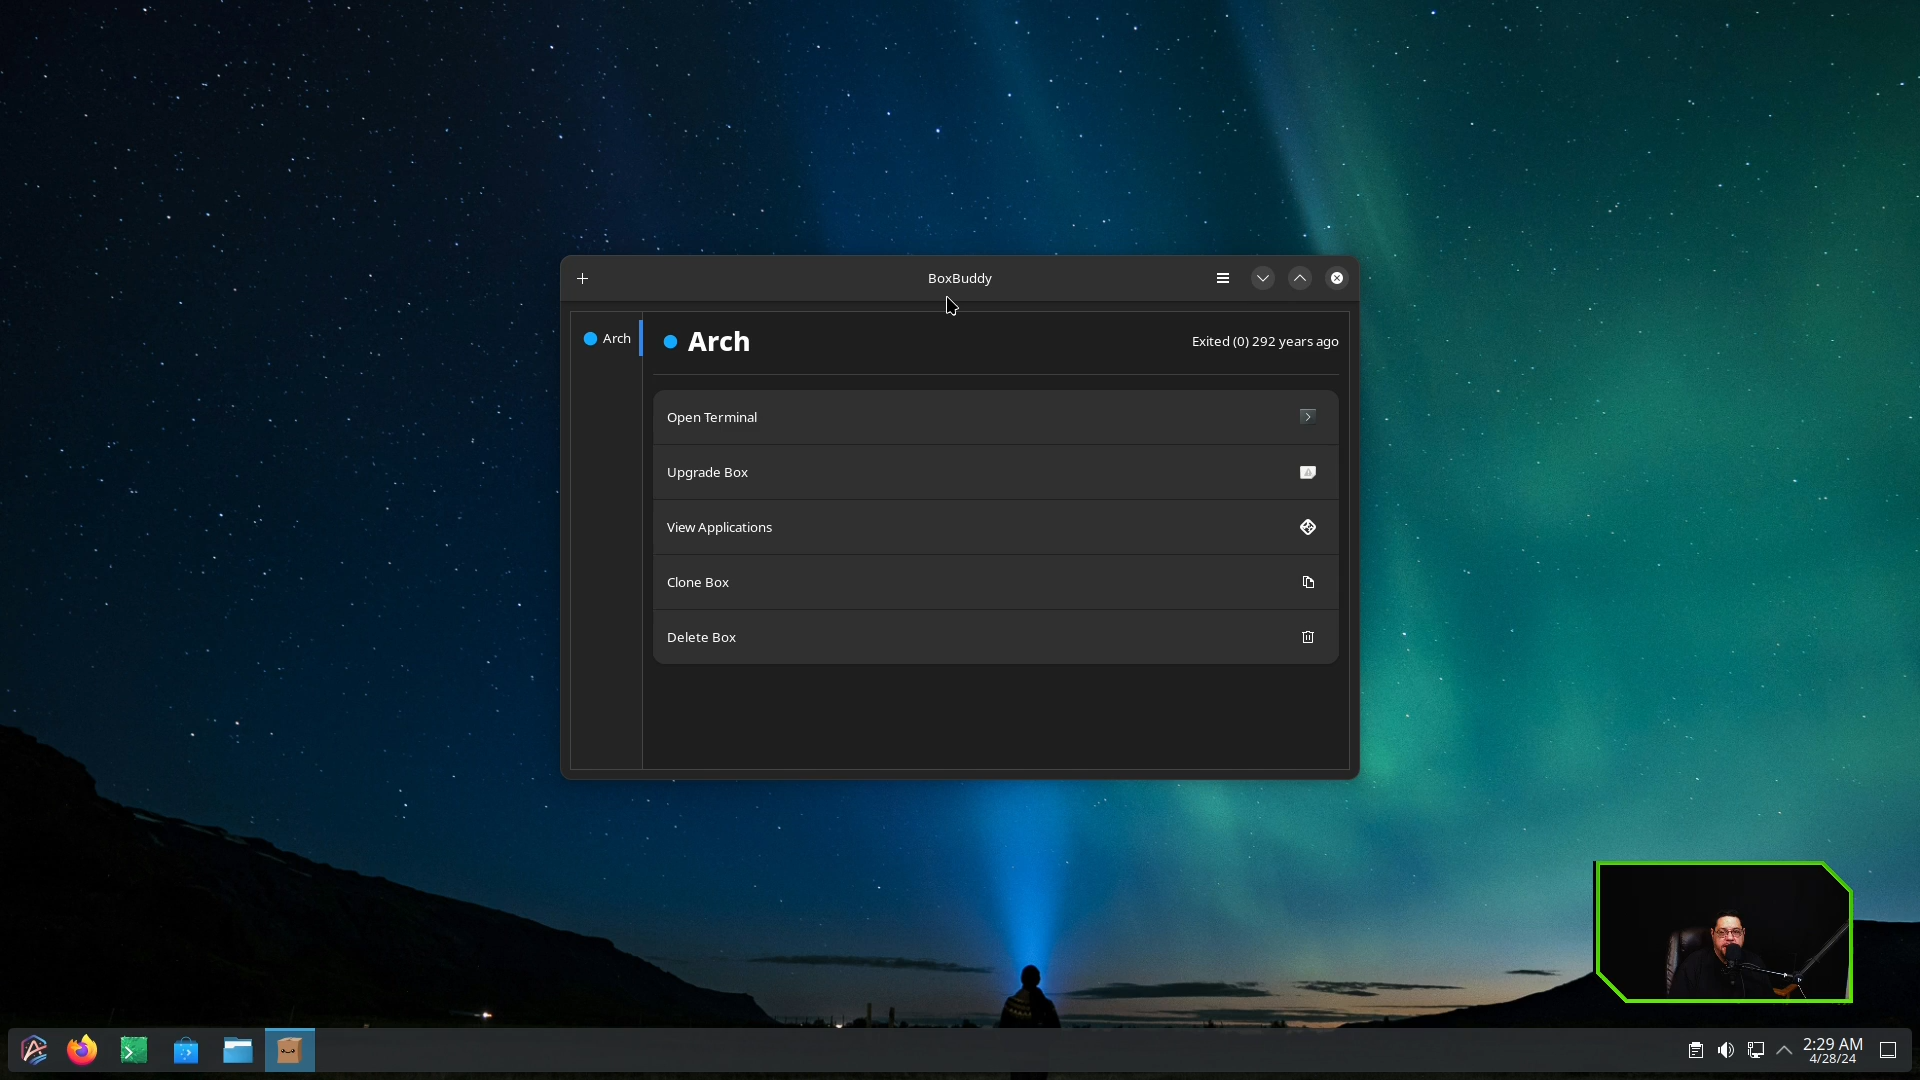 BoxBuddy
Arch
Arch
Exited (0) 292 years ago
Open Terminal
Upgrade Box
View Applications
Clone Box
Delete Box
2:29 AM
4/28/24